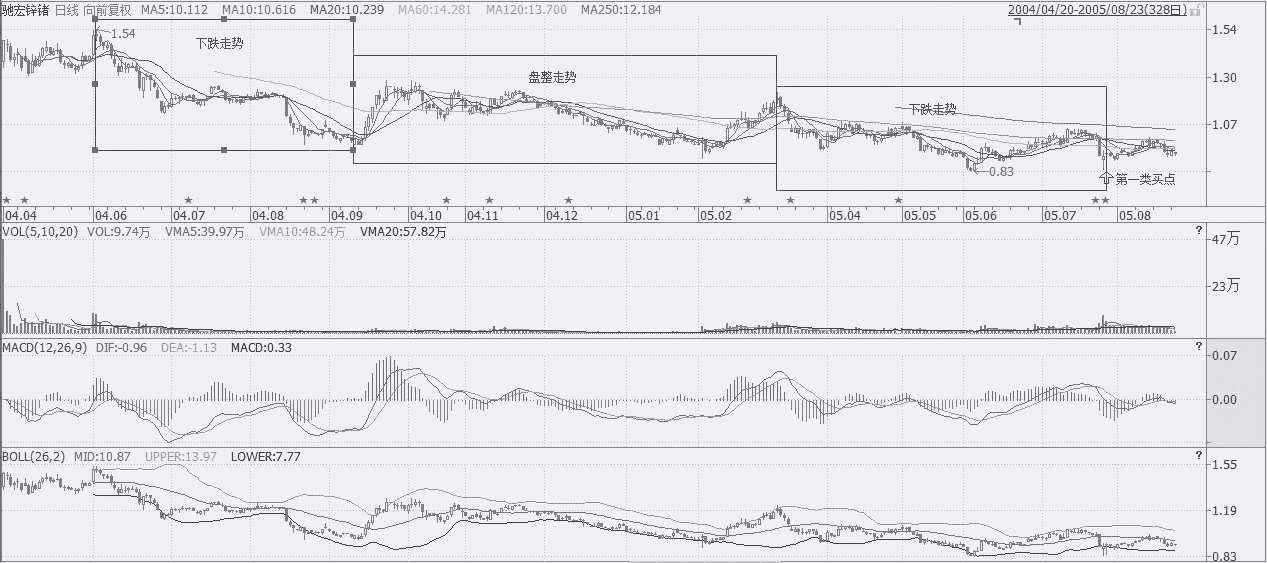 驰宏锌锗 日线 向前复权 MA5:10.112 MA10:10.616 MA20:10.239 MA60:14.281 MA120:13.700 MA250:12.184 2004/04/20-2005/08/23(328日)
1.54
1.54
下跌走势
盘整走势
1.30
下跌走势
1.07
0.83
第一类买点
04.04 04.06 04.07 04.08 04.09 04.10 04.11 04.12 05.01 05.02 05.04 05.05 05.06 05.07 05.08
VOL(5,10,20) VOL:9.74万 VMA5:39.97万 VMA10:48.24万 VMA20:57.82万 ?
47万
23万
MACD(12,26,9) DIF:-0.96 DEA:-1.13 MACD:0.33 ?
0.07
0.00
BOLL(26,2) MID:10.87 UPPER:13.97 LOWER:7.77 ?
1.55
1.19
0.83